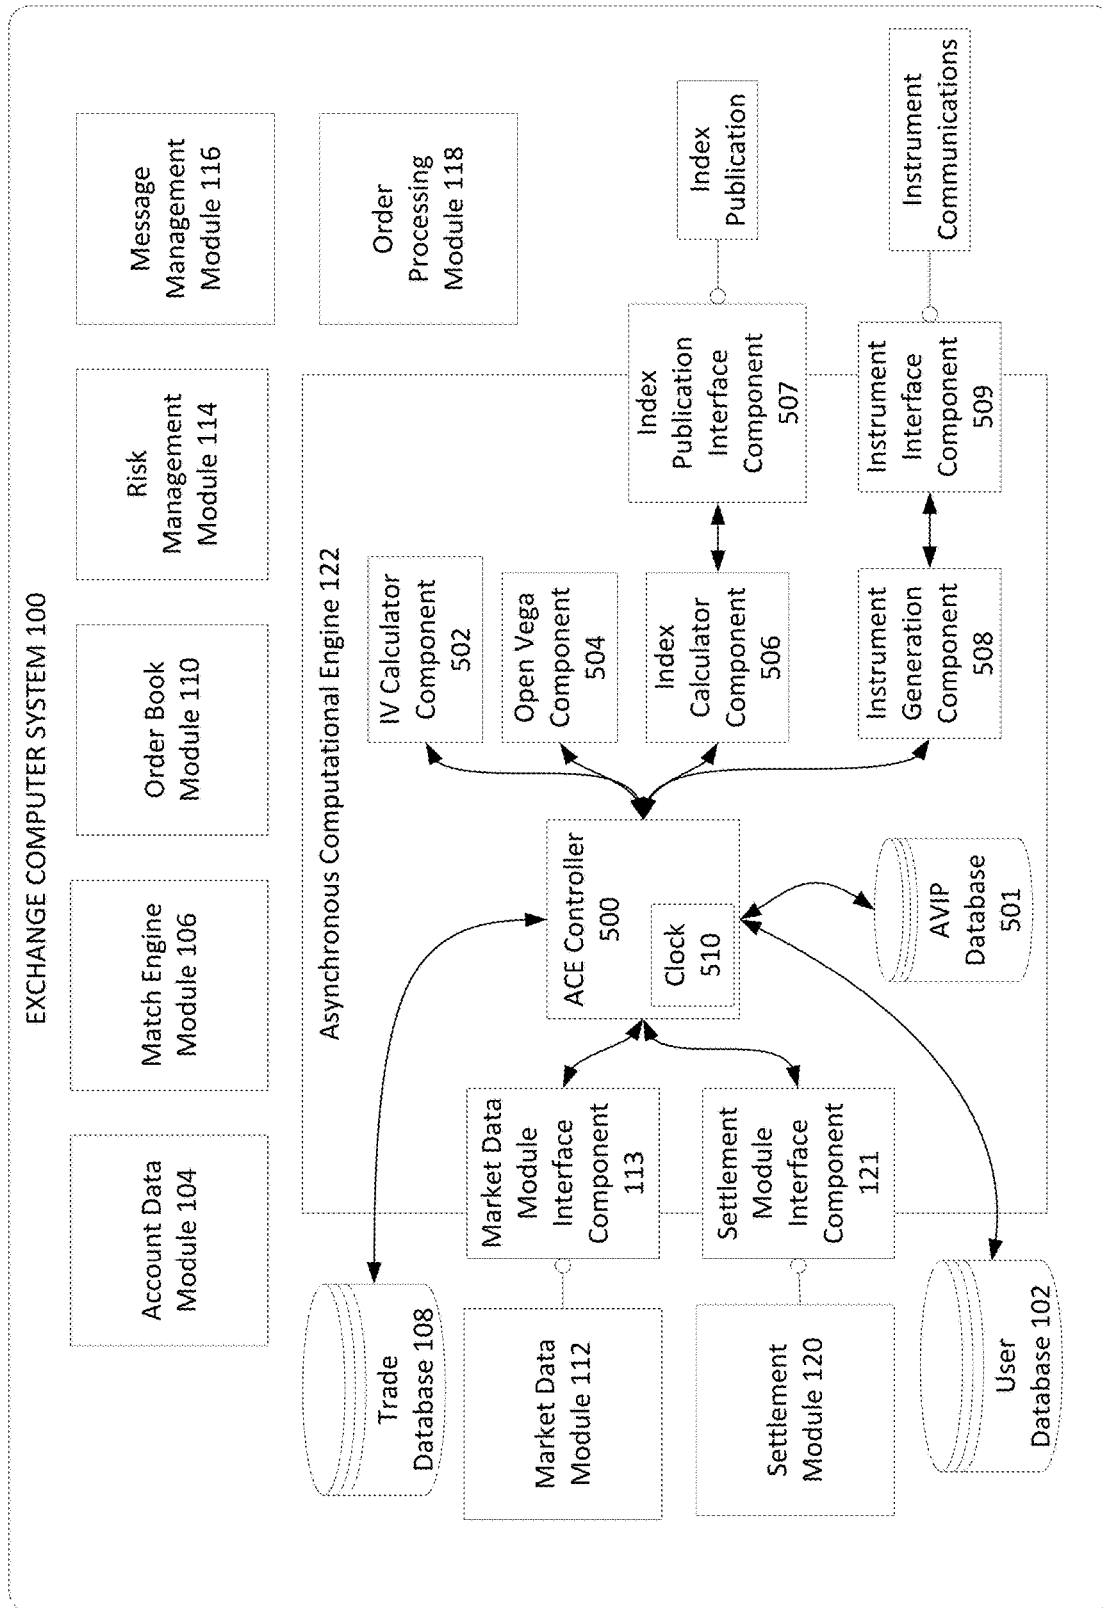 EXCHANGE COMPUTER SYSTEM 100
Account Data
Module 104
Match Engine
Module 106
Order Book
Module 110
Risk
Management
Module 114
Message
Management
Module 116
Order
Processing
Module 118
Trade
Database 108
Market Data
Module 112
Settlement
Module 120
User
Database 102
Asynchronous Computational Engine 122
Market Data
Module
Interface
Component
113
Settlement
Module
Interface
Component
121
ACE Controller
500
Clock
510
AVIP
Database
501
IV Calculator
Component
502
Open Vega
Component
504
Index
Calculator
Component
506
Instrument
Generation
Component
508
Index
Publication
Interface
Component
507
Instrument
Interface
Component
509
Index
Publication
Instrument
Communications